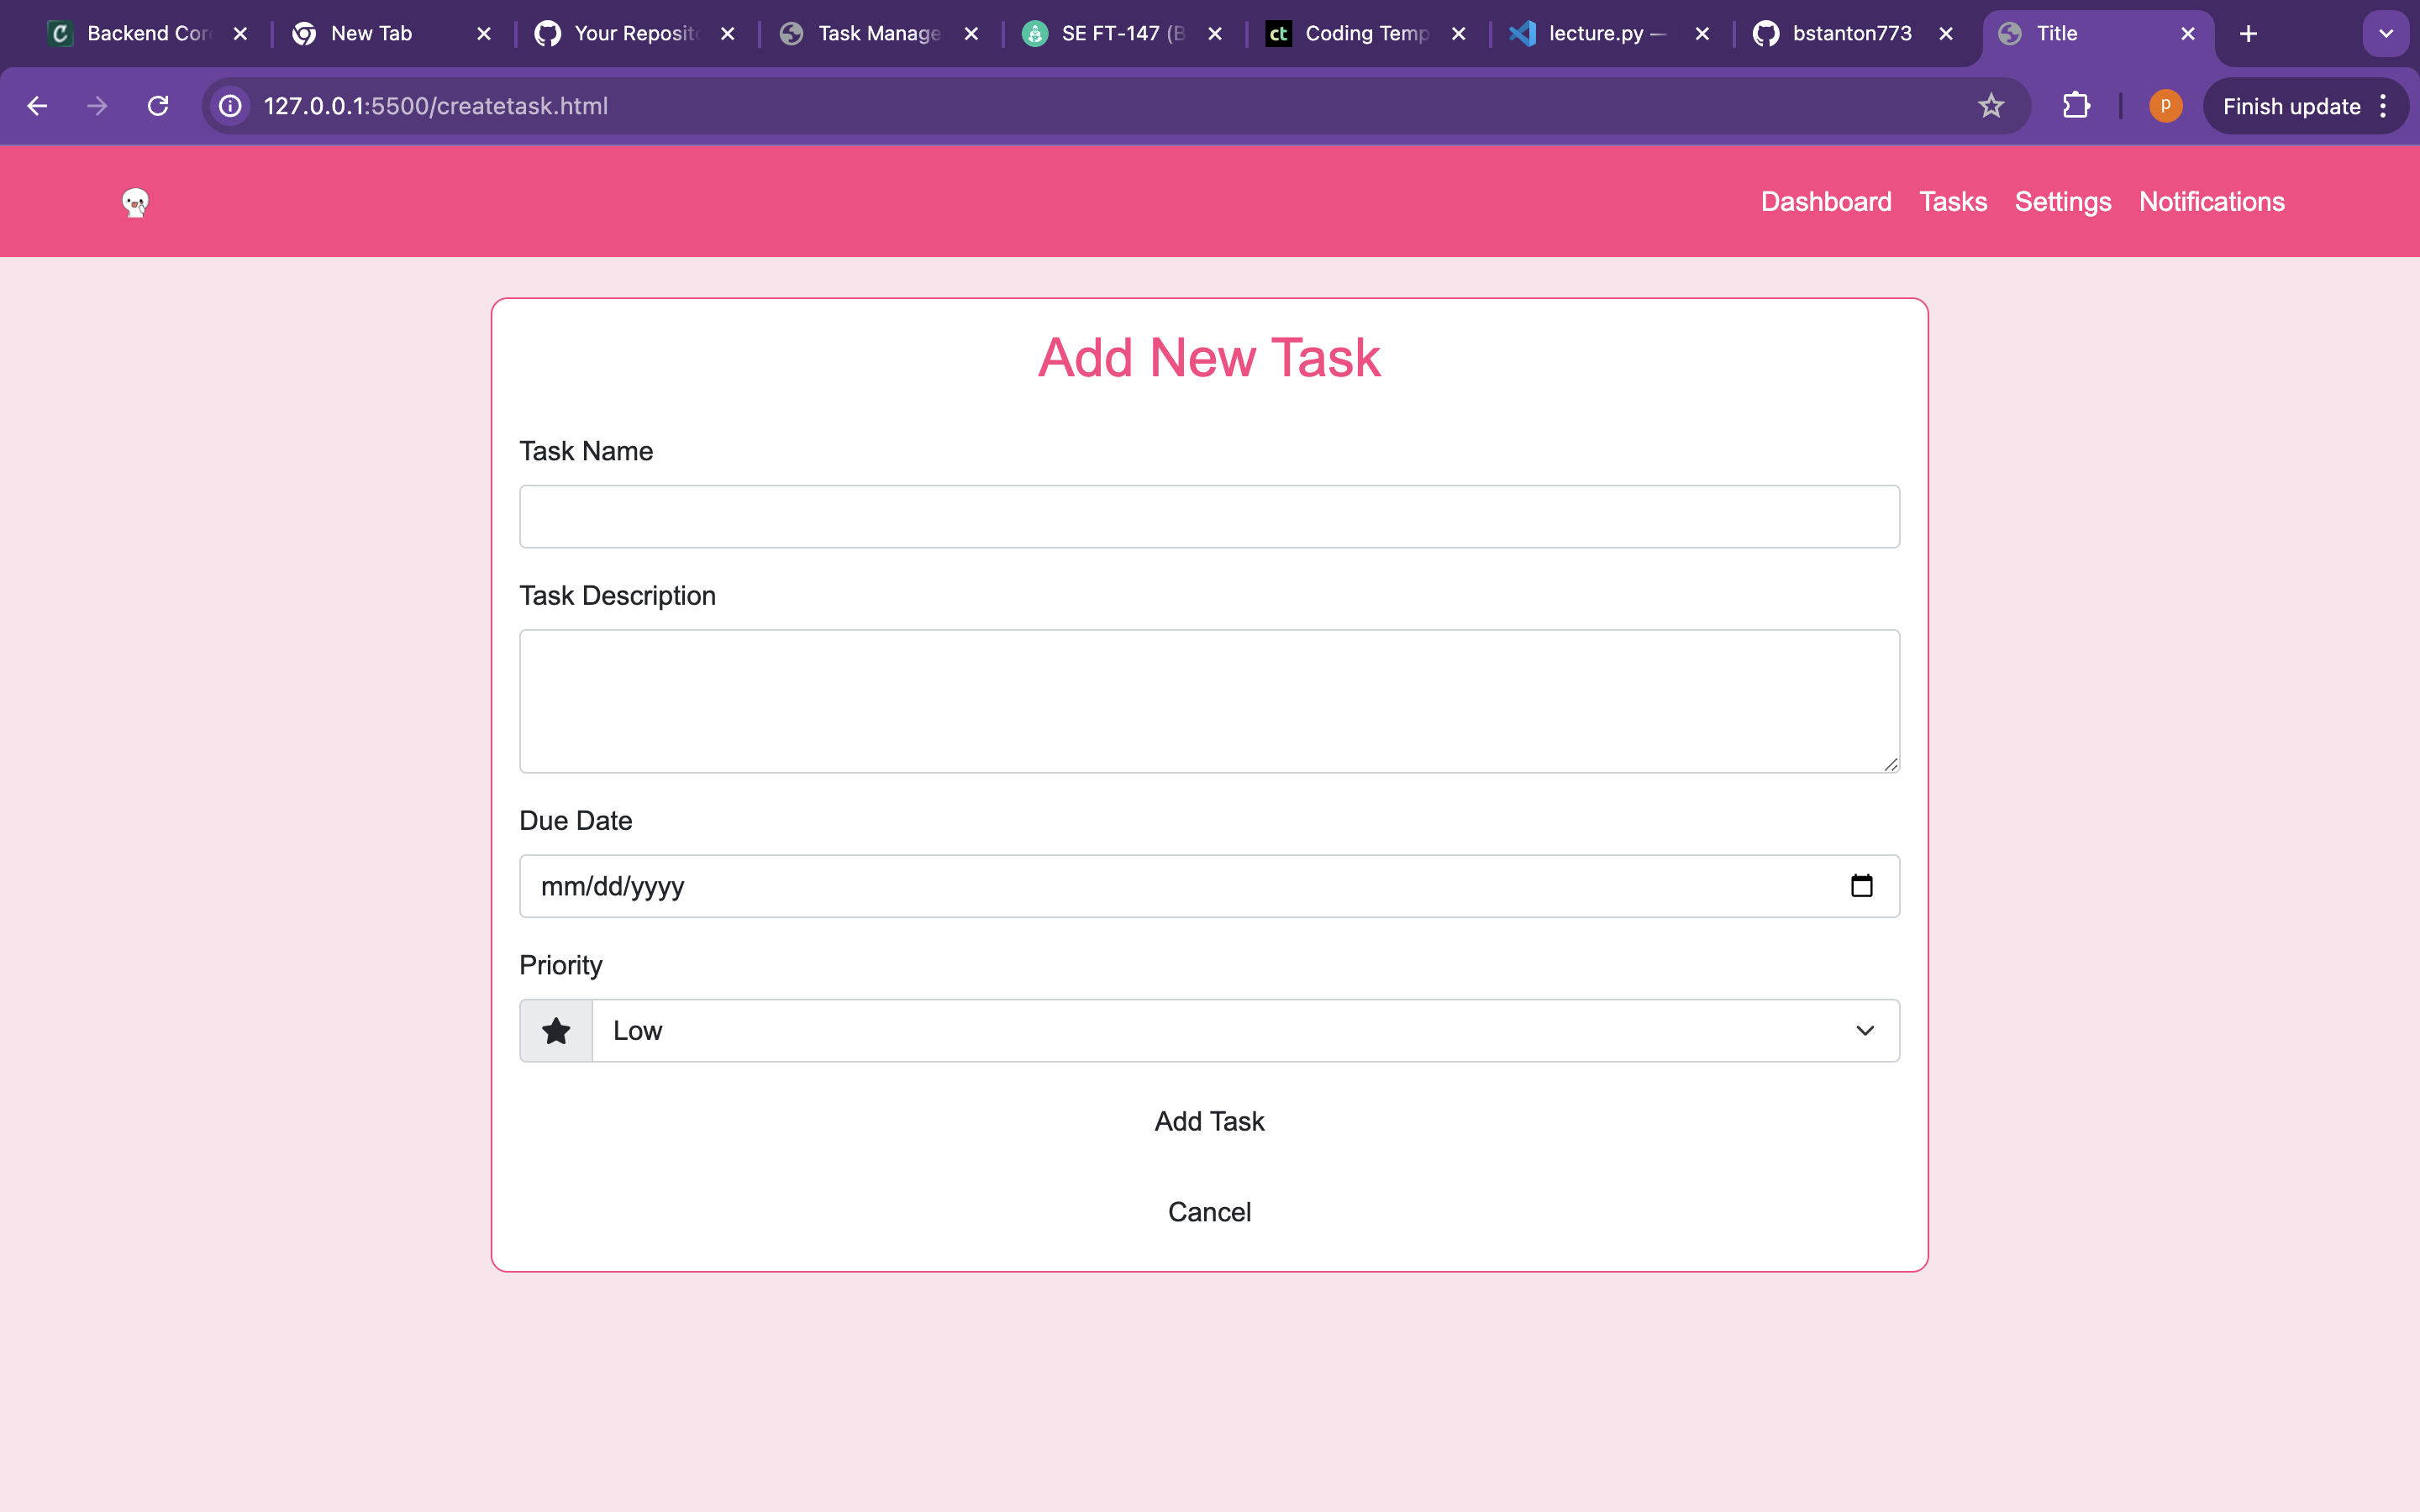 Backend Cor
New Tab
Your Reposit
Task Manage
SE FT-147 (B
ct Coding Temp
lecture.py —
bstanton773
Title
127.0.0.1:5500/createtask.html
P
Finish update
Dashboard Tasks Settings Notifications
Add New Task
Task Name
Task Description
Due Date
mm/dd/yyyy
Priority
Low
Add Task
Cancel